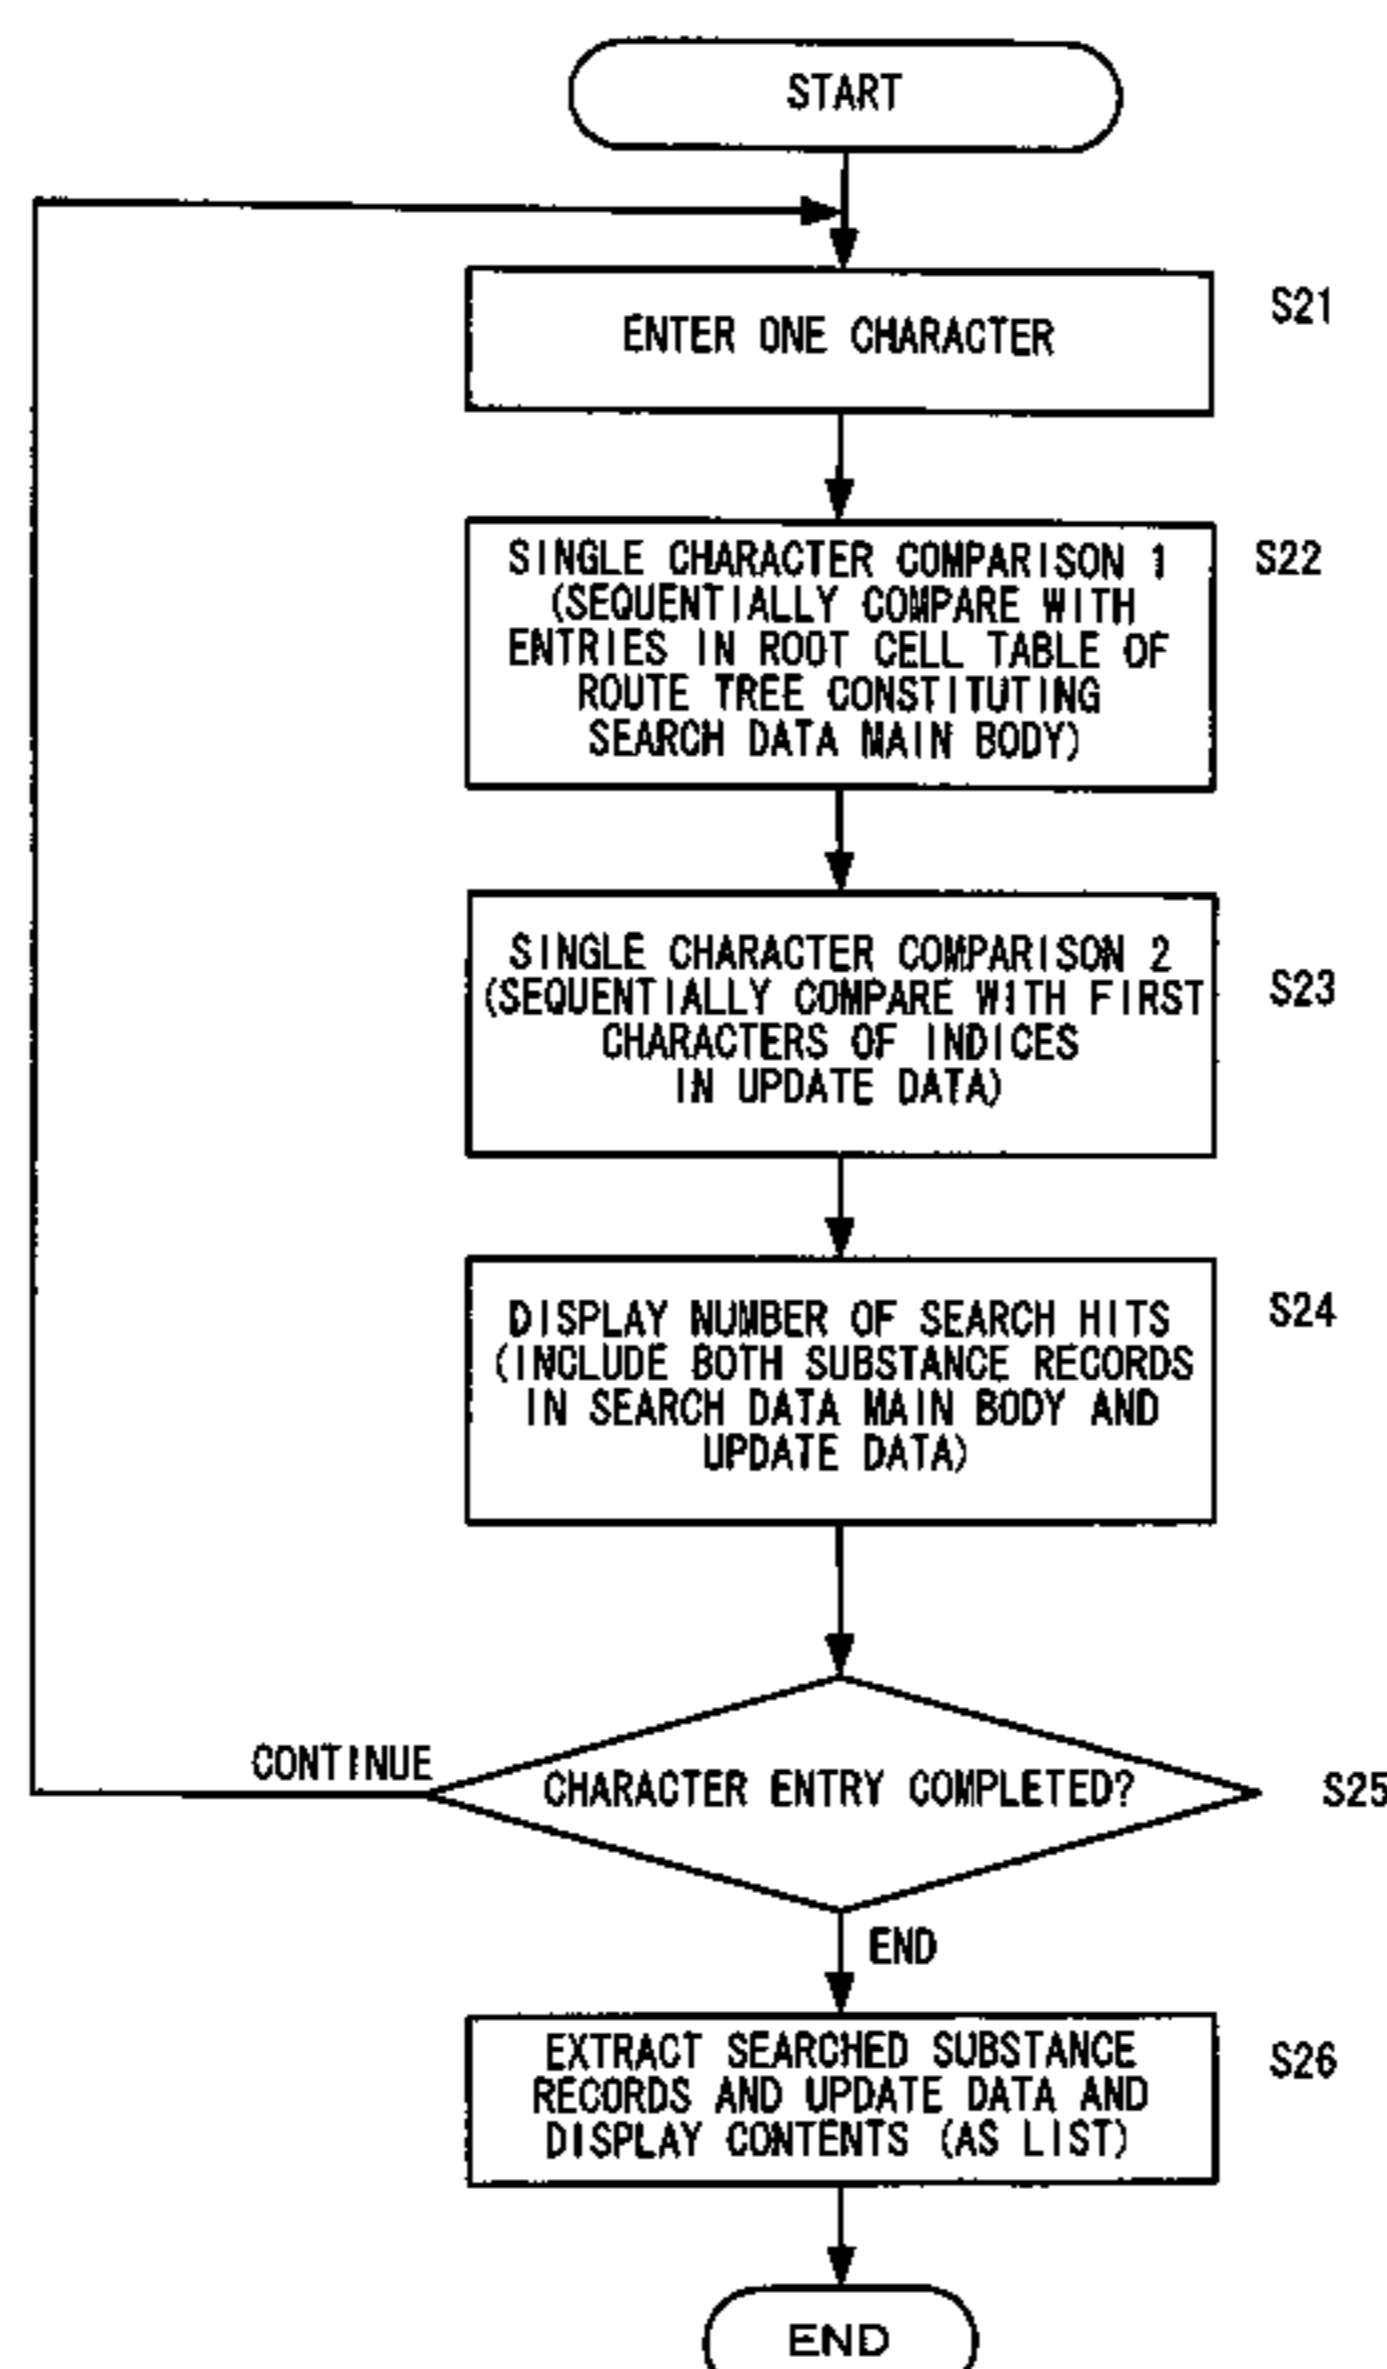 START
ENTER ONE CHARACTER
S21
SINGLE CHARACTER COMPARISON 1
(SEQUENTIALLY COMPARE WITH
ENTRIES IN ROOT CELL TABLE OF
ROUTE TREE CONSTITUTING
SEARCH DATA MAIN BODY)
S22
SINGLE CHARACTER COMPARISON 2
(SEQUENTIALLY COMPARE WITH FIRST
CHARACTERS OF INDICES
IN UPDATE DATA)
S23
DISPLAY NUMBER OF SEARCH HITS
(INCLUDE BOTH SUBSTANCE RECORDS
IN SEARCH DATA MAIN BODY AND
UPDATE DATA)
S24
CONTINUE
CHARACTER ENTRY COMPLETED?
S25
END
EXTRACT SEARCHED SUBSTANCE
RECORDS AND UPDATE DATA AND
DISPLAY CONTENTS (AS LIST)
S26
END